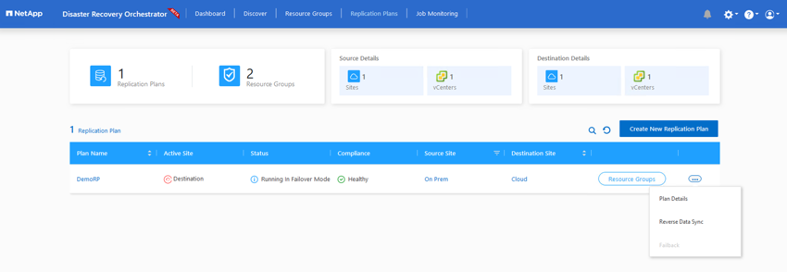 NetApp Disaster Recovery Orchestrator BETA Dashboard Discover Resource Groups Replication Plans Job Monitoring
Source Details
Destination Details
1
Replication Plans
2
Resource Groups
1
Sites
1
vCenters
1
Sites
1
vCenters
1 Replication Plan
Create New Replication Plan
Plan Name Active Site Status Compliance Source Site Destination Site
DemoRP Destination Running In Failover Mode Healthy On Prem Cloud Resource Groups
Plan Details
Reverse Data Sync
Failback